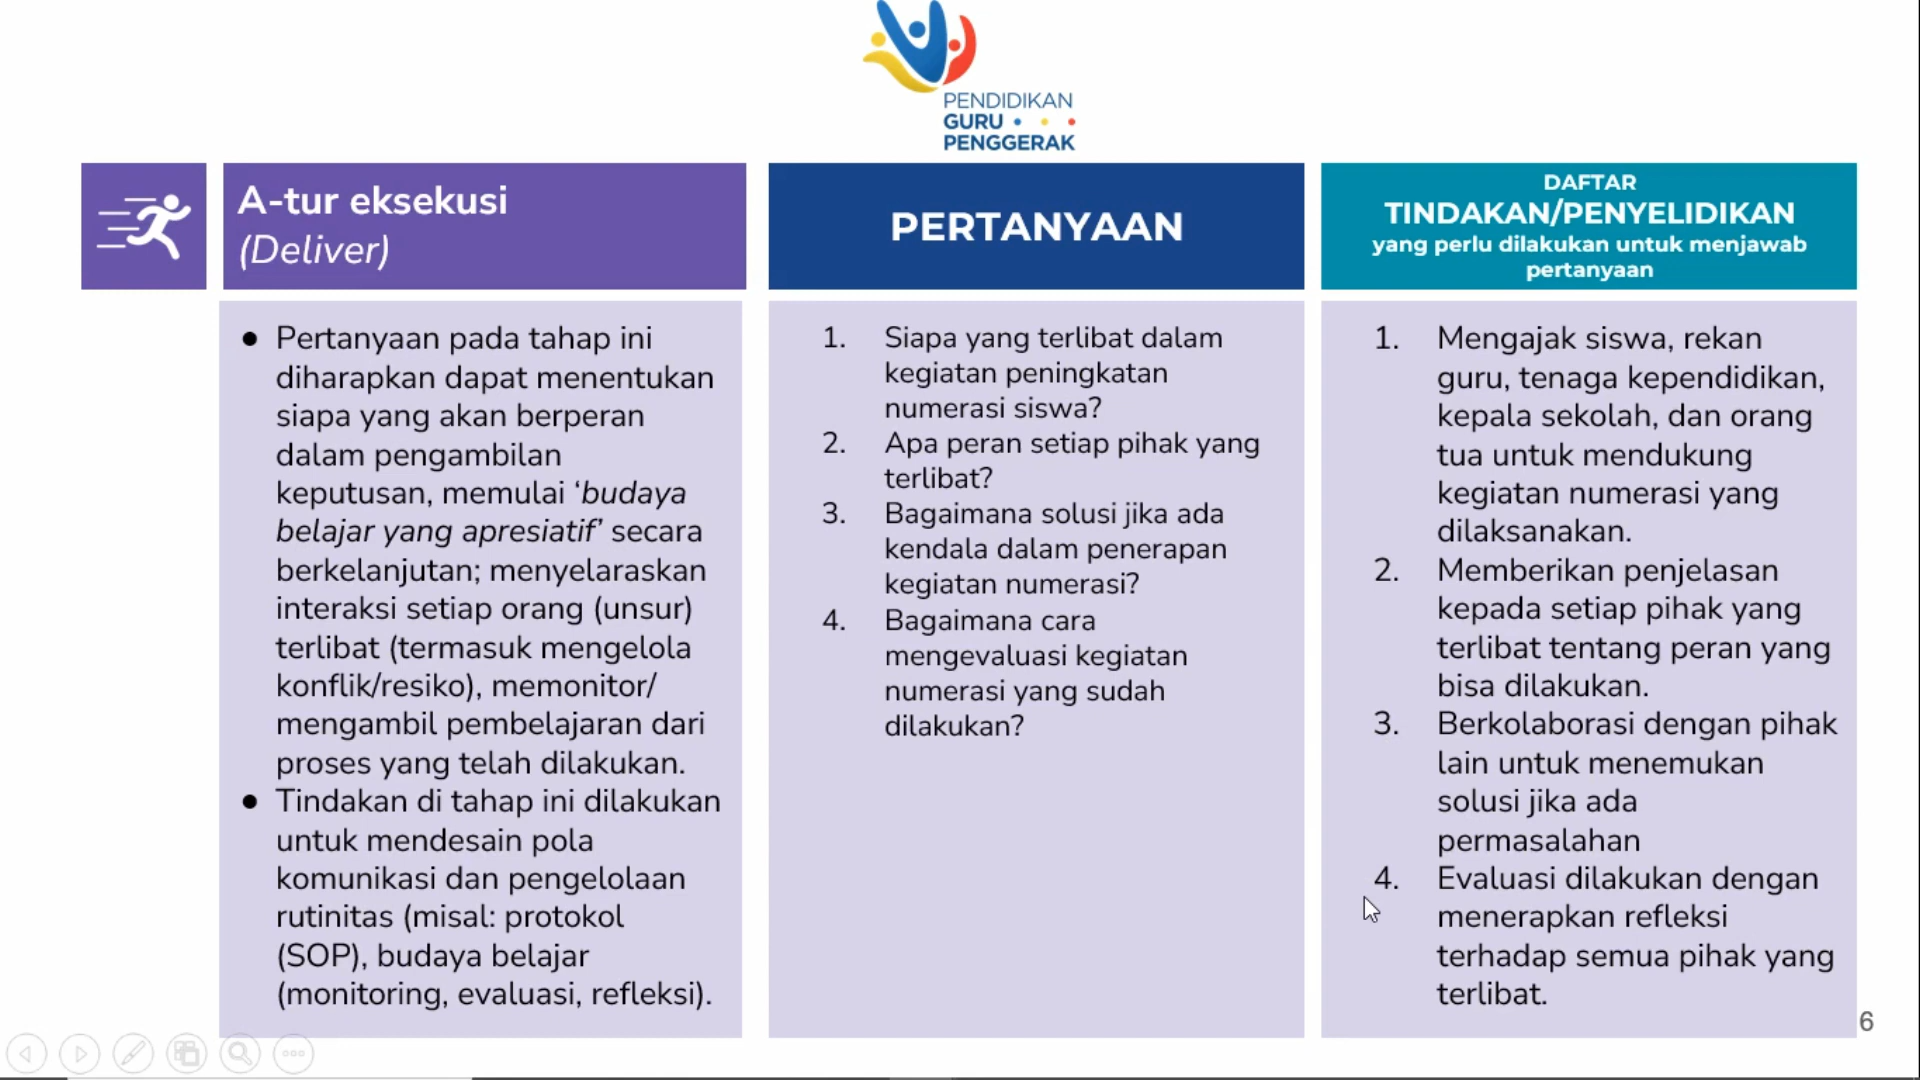 PENDIDIKAN
GURU
PENGGERAK
A-tur eksekusi
(Deliver)
PERTANYAAN
DAFTAR
TINDAKAN/PENYELIDIKAN
yang perlu dilakukan untuk menjawab
pertanyaan
● Pertanyaan pada tahap ini
diharapkan dapat menentukan
siapa yang akan berperan
dalam pengambilan
keputusan, memulai ‘budaya
belajar yang apresiatif’ secara
berkelanjutan; menyelaraskan
interaksi setiap orang (unsur)
terlibat (termasuk mengelola
konflik/resiko), memonitor/
mengambil pembelajaran dari
proses yang telah dilakukan.
● Tindakan di tahap ini dilakukan
untuk mendesain pola
komunikasi dan pengelolaan
rutinitas (misal: protokol
(SOP), budaya belajar
(monitoring, evaluasi, refleksi).
1. Siapa yang terlibat dalam
kegiatan peningkatan
numerasi siswa?
2. Apa peran setiap pihak yang
terlibat?
3. Bagaimana solusi jika ada
kendala dalam penerapan
kegiatan numerasi?
4. Bagaimana cara
mengevaluasi kegiatan
numerasi yang sudah
dilakukan?
1. Mengajak siswa, rekan
guru, tenaga kependidikan,
kepala sekolah, dan orang
tua untuk mendukung
kegiatan numerasi yang
dilaksanakan.
2. Memberikan penjelasan
kepada setiap pihak yang
terlibat tentang peran yang
bisa dilakukan.
3. Berkolaborasi dengan pihak
lain untuk menemukan
solusi jika ada
permasalahan
4. Evaluasi dilakukan dengan
menerapkan refleksi
terhadap semua pihak yang
terlibat.
6